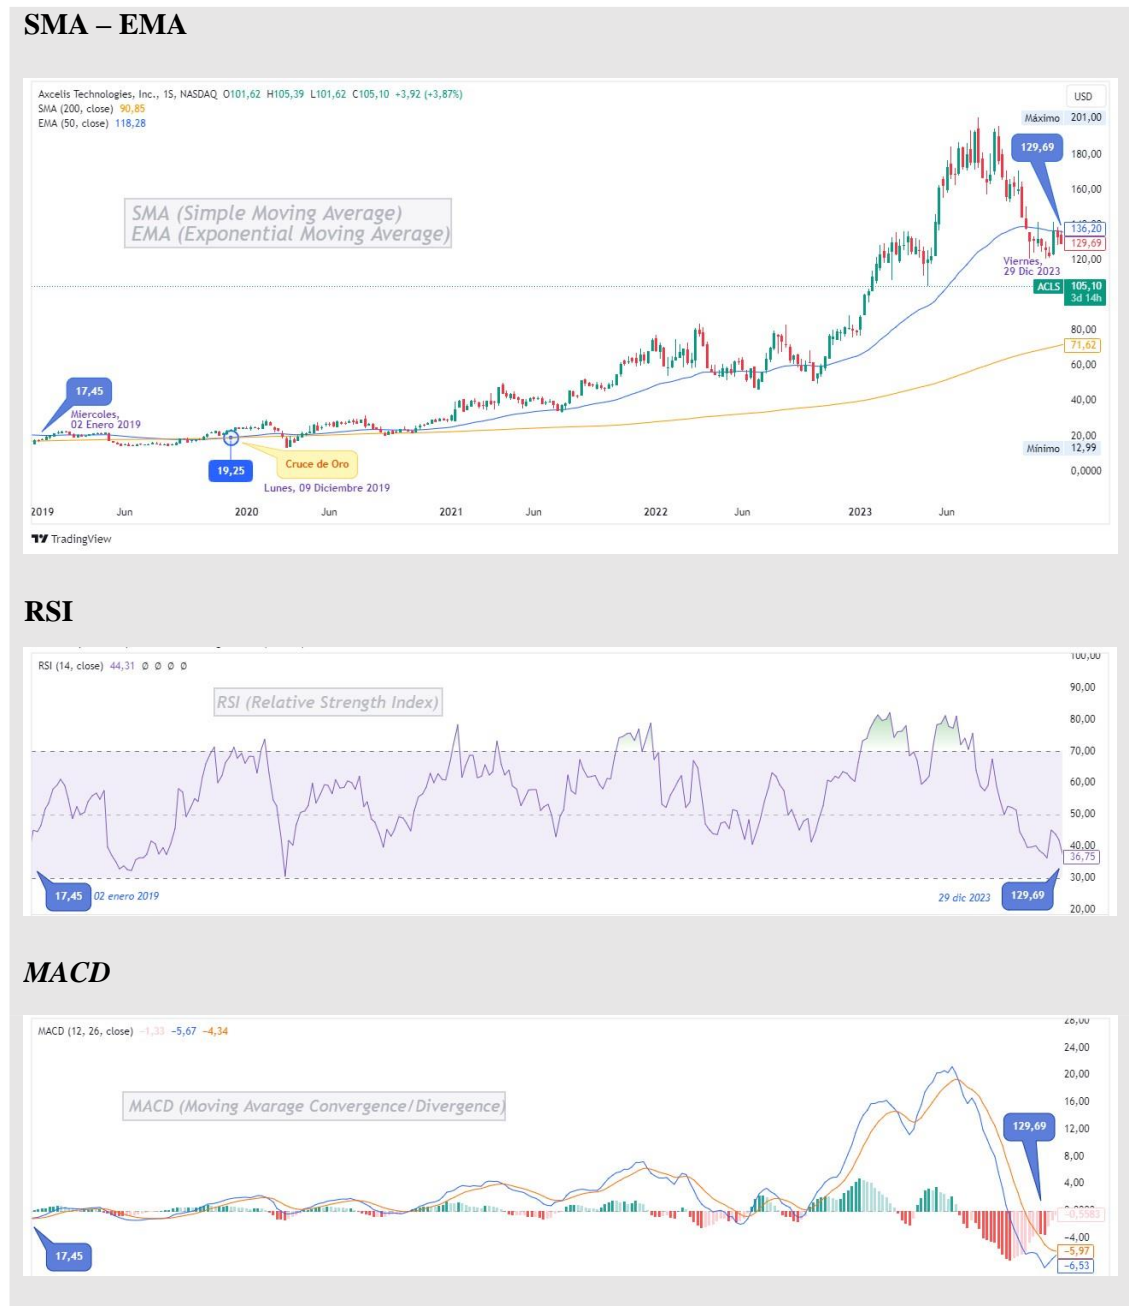 SMA – EMA
Axcelis Technologies, Inc., 1S, NASDAQ O101,62 H105,39 L101,62 C105,10 +3,92 (+3,87%)
SMA (200, close) 90,85
EMA (50, close) 118,28
USD
Máximo 201,00
129,69
180,00
160,00
SMA (Simple Moving Average)
EMA (Exponential Moving Average)
136,20
129,69
120,00
Viernes,
29 Dic 2023
ACLS 105,10
3d 14h
80,00
71,62
60,00
40,00
17,45
Miercoles,
02 Enero 2019
20,00
Mínimo 12,99
Cruce de Oro
19,25
0,0000
Lunes, 09 Diciembre 2019
2019 Jun 2020 Jun 2021 Jun 2022 Jun 2023 Jun
TradingView
RSI
100,00
RSI (14, close) 44,31 Ø Ø Ø Ø
90,00
RSI (Relative Strength Index)
80,00
70,00
60,00
50,00
40,00
36,75
30,00
17,45 02 enero 2019
29 dic 2023 129,69
20,00
MACD
28,00
MACD (12, 26, close) −1,33 −5,67 −4,34
24,00
20,00
16,00
MACD (Moving Avarage Convergence/Divergence)
12,00
129,69
8,00
4,00
−0,5583
−4,00
−5,97
17,45
−6,53